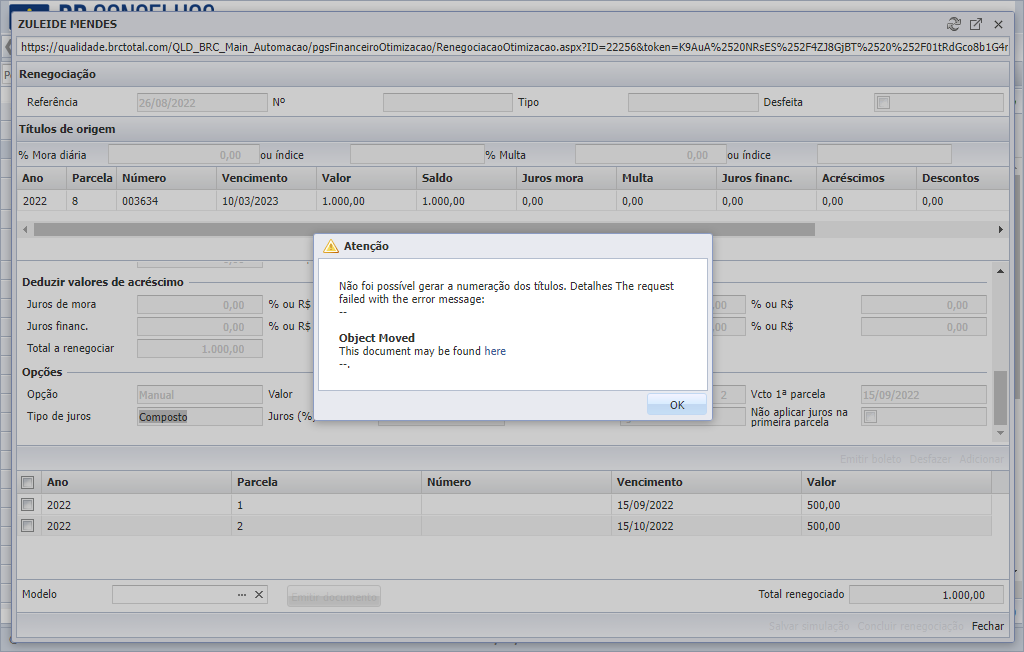 BR CONSELHOS
ZULEIDE MENDES
https://qualidade.brctotal.com/QLD_BRC_Main_Automacao/pgsFinanceiroOtimizacao/RenegociacaoOtimizacao.aspx?ID=22256&token=K9AuA%2520NRsES%252F4ZJ8GjBT%2520%252F01tRdGco8b1G4r
Renegociação
Referência 26/08/2022 Nº Tipo Desfeita
Títulos de origem
% Mora diária 0,00 ou índice % Multa 0,00 ou índice
Ano Parcela Número Vencimento Valor Saldo Juros mora Multa Juros financ. Acréscimos Descontos
2022 8 003634 10/03/2023 1.000,00 1.000,00 0,00 0,00 0,00 0,00 0,00
Atenção
Não foi possível gerar a numeração dos títulos. Detalhes The request
failed with the error message:
--
Object Moved
This document may be found here
--.
OK
Deduzir valores de acréscimo
Juros de mora 0,00 % ou R$ % ou R$ 0,00
Juros financ. 0,00 % ou R$ ,00 % ou R$ 0,00
Total a renegociar 1.000,00
Opções
Opção Manual Valor 2 Vcto 1ª parcela 15/09/2022
Tipo de juros Composto Juros (%) Não aplicar juros na
primeira parcela
Emitir boleto Desfazer Adicionar
Ano Parcela Número Vencimento Valor
2022 1 15/09/2022 500,00
2022 2 15/10/2022 500,00
Modelo ... Emitir documento Total renegociado 1.000,00
Salvar simulação Concluir renegociação Fechar